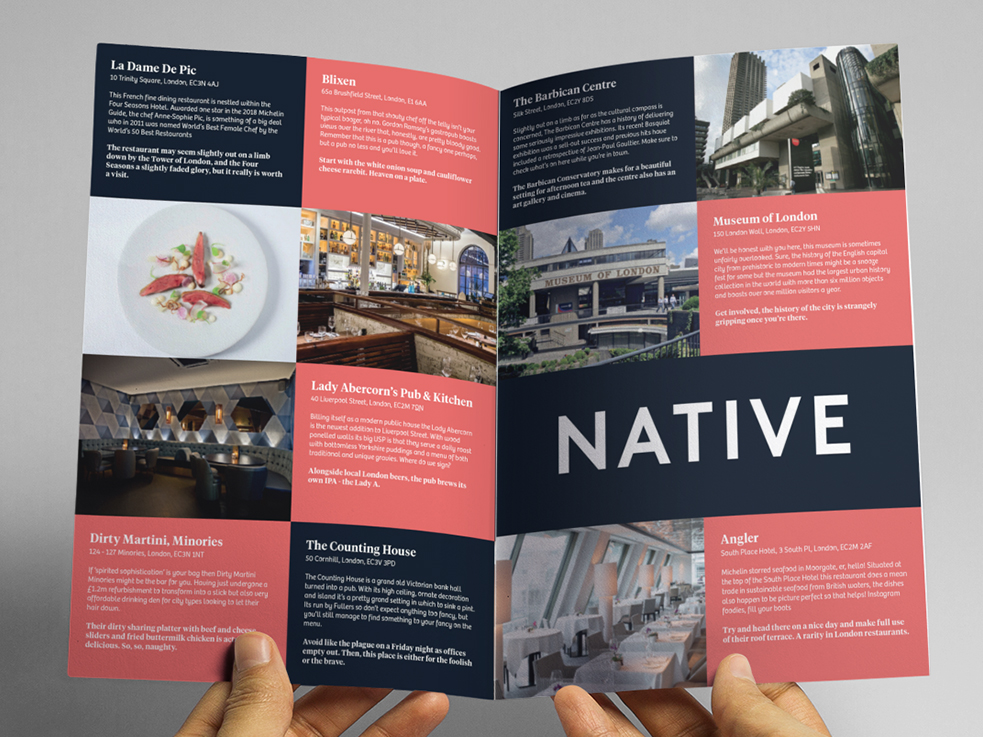 La Dame De Pic
10 Trinity Square, London, EC3N 4AJ
This French fine dining restaurant is nestled within the
Four Seasons Hotel. Awarded one star in the 2018 Michelin
Guide, the chef Anne-Sophie Pic, is something of a big deal
who in 2011 was named World's Best Female Chef by the
World's 50 Best Restaurants
The restaurant may seem slightly out on a limb
down by the Tower of London, and the Four
Seasons a slightly faded glory, but it really is worth
a visit.
Blixen
65a Brushfield Street, London, E1 6AA
This outpost from that shouty chef off the telly isn't your
typical boozer, oh no. Gordon Ramsey's gastropub boasts
views over the river that, honestly, are pretty bloody good.
Remember that this is a pub though, a fancy one perhaps,
but a pub no less and you'll love it.
Start with the white onion soup and cauliflower
cheese rarebit. Heaven on a plate.
Lady Abercorn's Pub & Kitchen
40 Liverpool Street, London, EC2M 7QN
Billing itself as a modern public house the Lady Abercorn
is the newest addition to Liverpool Street. With wood
panelled walls its big USP is that they serve a daily roast
with bottomless Yorkshire puddings and a menu of both
traditional and unique gravies. Where do we sign?
Alongside local London beers, the pub brews its
own IPA - the Lady A.
Dirty Martini, Minories
124 - 127 Minories, London, EC3N 1NT
If 'spirited sophistication' is your bag then Dirty Martini
Minories might be the bar for you. Having just undergone a
£1.2m refurbishment to transform into a slick but also very
affordable drinking den for city types looking to let their
hair down.
Their dirty sharing platter with beef and cheese
sliders and fried buttermilk chicken is
delicious. So, so, naughty.
The Counting House
50 Cornhill, London, EC3V 3PD
The Counting House is a grand old Victorian bank hall
turned into a pub. With its high ceiling, ornate decoration
and island it's a pretty grand setting in which to sink a pint.
Its run by Fullers so don't expect anything too fancy, but
you'll still manage to find something to your fancy on the
menu.
Avoid like the plague on a Friday night as offices
empty out. Then, this place is either for the foolish
or the brave.
The Barbican Centre
Silk Street, London, EC2Y 8DS
Slightly out on a limb as far as the cultural compass is
concerned, The Barbican Centre has a history of delivering
some seriously impressive exhibitions. Its recent Basquiat
exhibition was a sell-out success and previous hits have
included a retrospective of Jean-Paul Gaultier. Make sure to
check what's on here while you're in town.
The Barbican Conservatory makes for a beautiful
setting for afternoon tea and the centre also has an
art gallery and cinema.
MUSEUM OF LONDON
Museum of London
150 London Wall, London, EC2Y 5HN
We'll be honest with you here, this museum is sometimes
unfairly overlooked. Sure, the history of the English capital
city from prehistoric to modern times might be a snooze
fest for some but the museum had the largest urban history
collection in the world with more than six million objects
and boasts over one million visitors a year.
Get involved, the history of the city is strangely
gripping once you're there.
NATIVE
Angler
South Place Hotel, 3 South Pl, London, EC2M 2AF
Michelin starred seafood in Moorgate, or, hello! Situated at
the top of the South Place Hotel this restaurant does a mean
trade in sustainable seafood from British waters, the dishes
also happen to be picture perfect so that helps! Instagram
foodies, fill your boots
Try and head there on a nice day and make full use
of their roof terrace. A rarity in London restaurants.